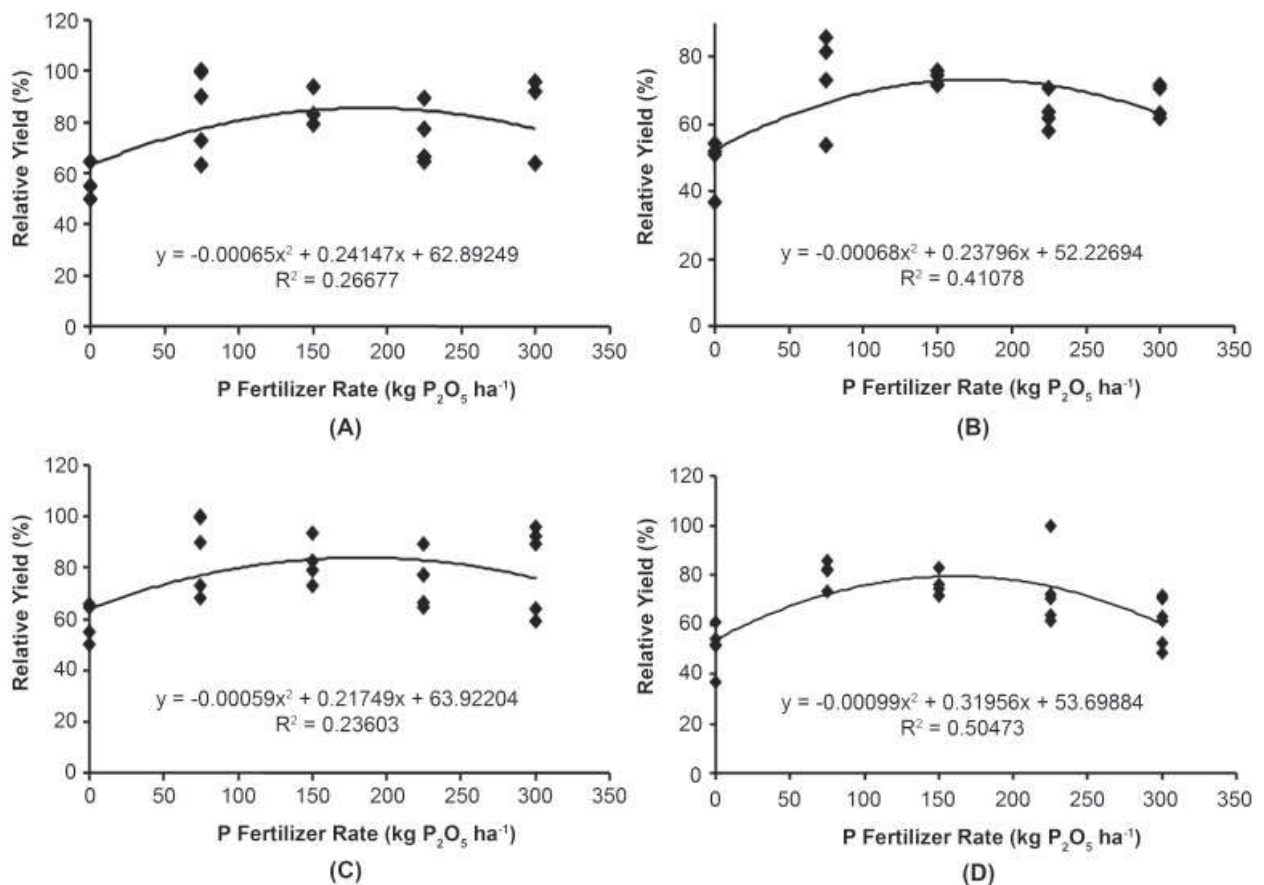 Relative Yield (%)
120
100
80
60
40
20
0
y = -0.00065x² + 0.24147x + 62.89249
R² = 0.26677
0 50 100 150 200 250 300 350
P Fertilizer Rate (kg P₂O₅ ha⁻¹)
(A)
Relative Yield (%)
80
60
40
20
0
y = -0.00068x² + 0.23796x + 52.22694
R² = 0.41078
0 50 100 150 200 250 300 350
P Fertilizer Rate (kg P₂O₅ ha⁻¹)
(B)
Relative Yield (%)
120
100
80
60
40
20
0
y = -0.00059x² + 0.21749x + 63.92204
R² = 0.23603
0 50 100 150 200 250 300 350
P Fertilizer Rate (kg P₂O₅ ha⁻¹)
(C)
Relative Yield (%)
120
100
80
60
40
20
0
y = -0.00099x² + 0.31956x + 53.69884
R² = 0.50473
0 50 100 150 200 250 300 350
P Fertilizer Rate (kg P₂O₅ ha⁻¹)
(D)